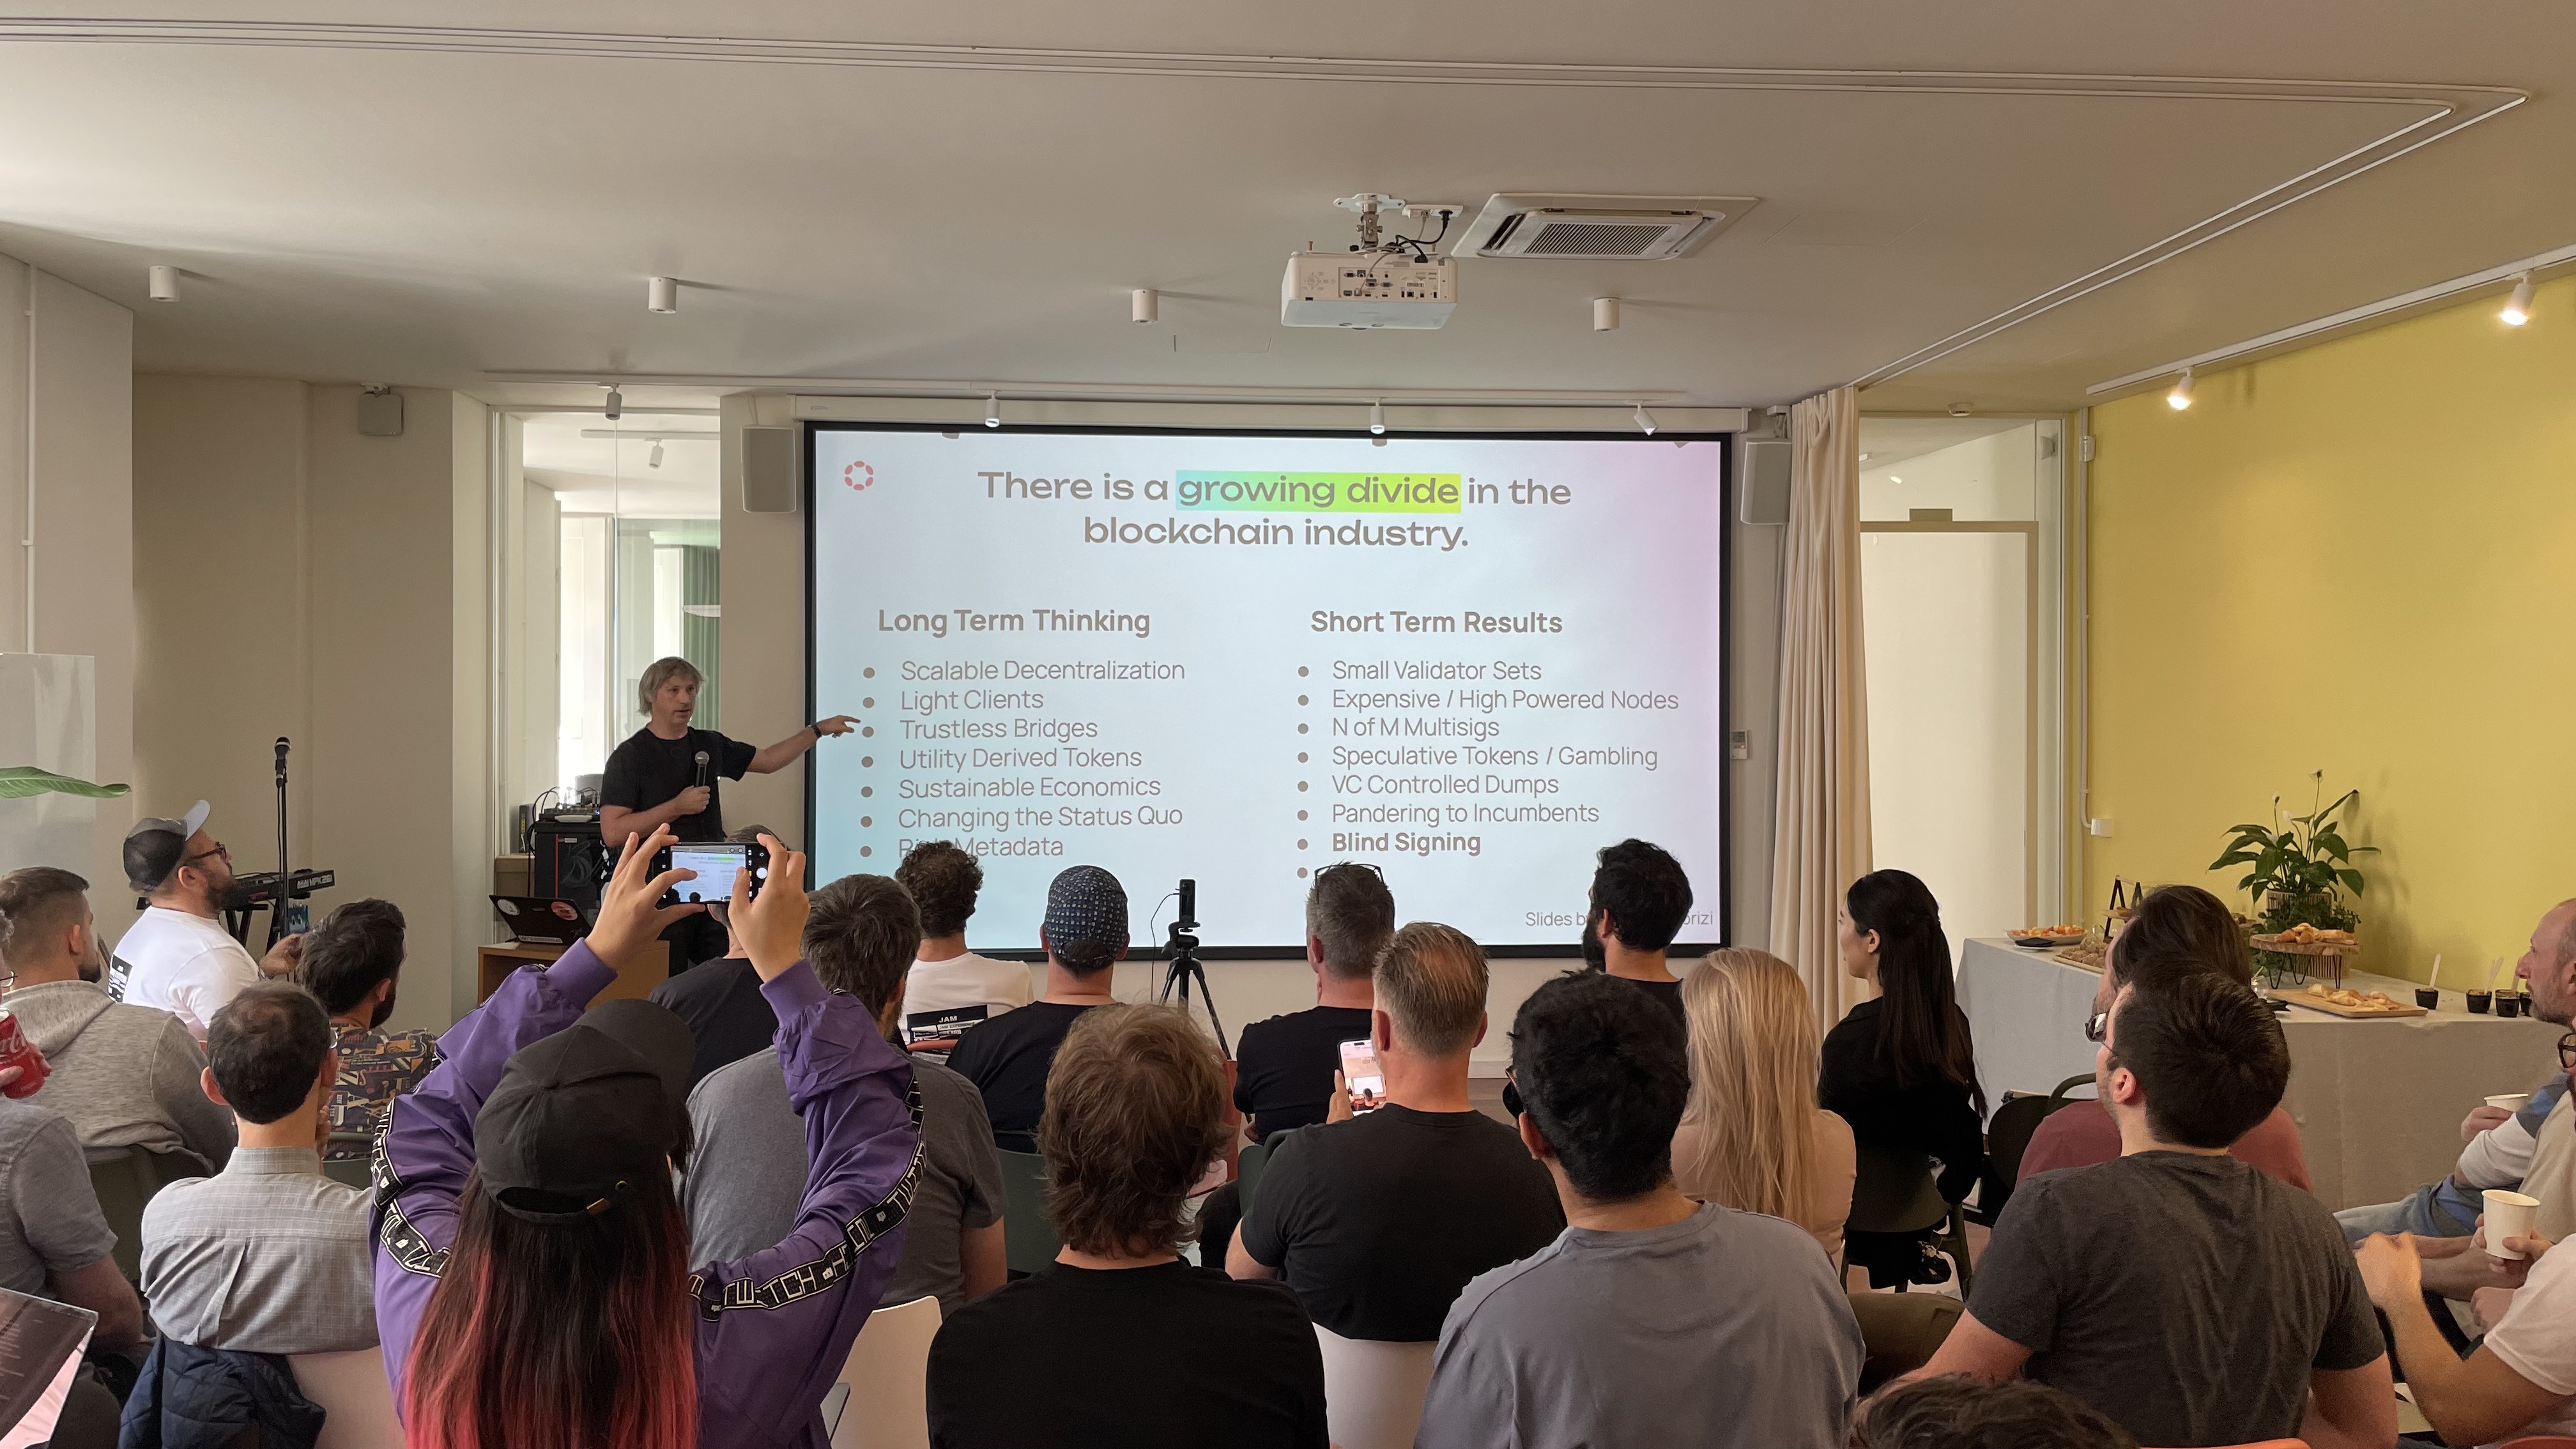 There is a growing divide in the
blockchain industry.
Long Term Thinking
Scalable Decentralization
Light Clients
Trustless Bridges
Utility Derived Tokens
Sustainable Economics
Changing the Status Quo
Metadata
Short Term Results
Small Validator Sets
Expensive / High Powered Nodes
N of M Multisigs
Speculative Tokens / Gambling
VC Controlled Dumps
Pandering to Incumbents
Blind Signing
Slides
JAM